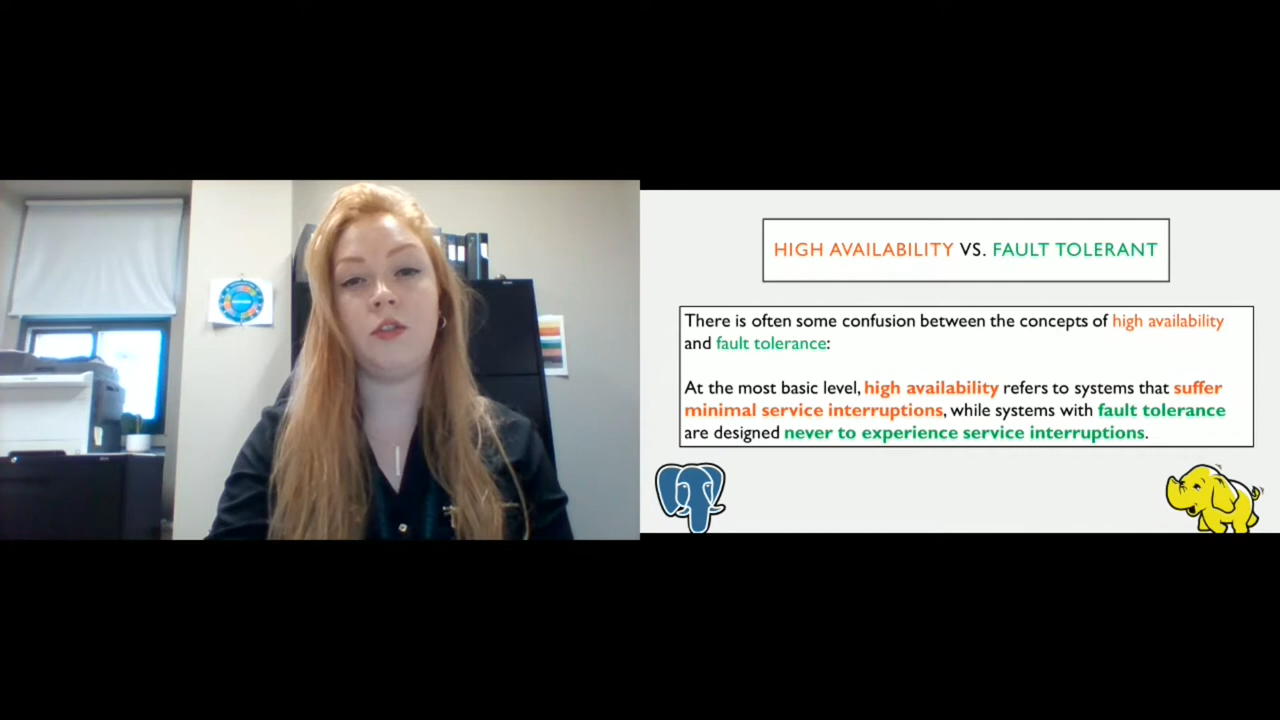 HIGH AVAILABILITY VS. FAULT TOLERANT
There is often some confusion between the concepts of high availability
and fault tolerance:
At the most basic level, high availability refers to systems that suffer
minimal service interruptions, while systems with fault tolerance
are designed never to experience service interruptions.